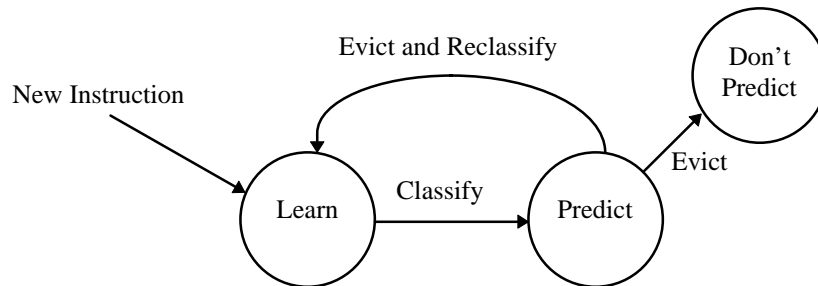 Evict and Reclassify
Don’t
Predict
New Instruction
Evict
Classify
Learn
Predict